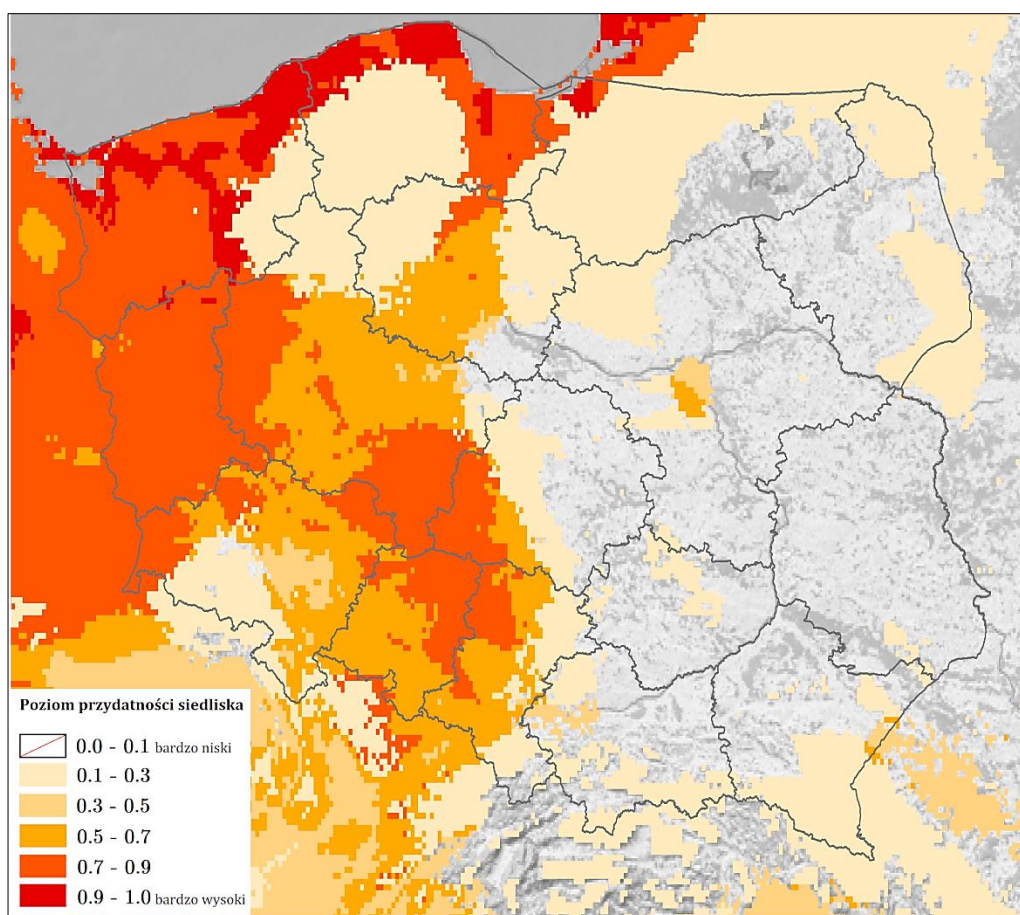 Poziom przydatności siedliska
0.0 - 0.1 bardzo niski
0.1 - 0.3
0.3 - 0.5
0.5 - 0.7
0.7 - 0.9
0.9 - 1.0 bardzo wysoki